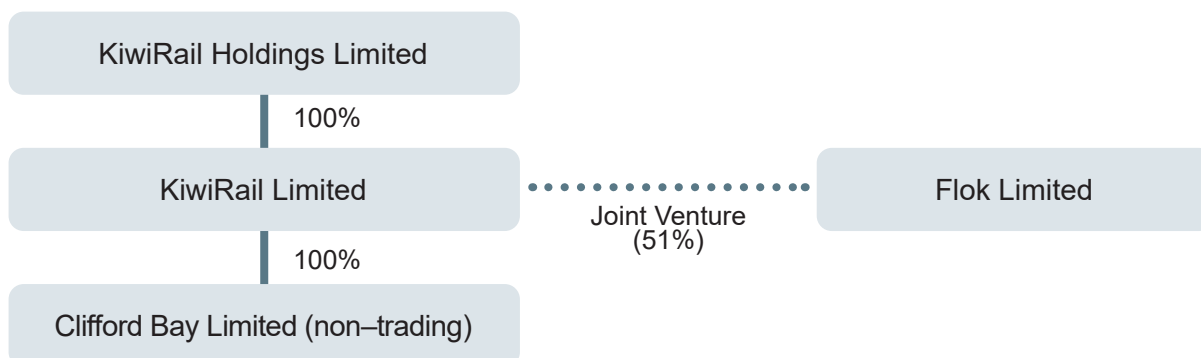 KiwiRail Holdings Limited
100%
KiwiRail Limited
Flok Limited
Joint Venture
(51%)
100%
Clifford Bay Limited (non–trading)